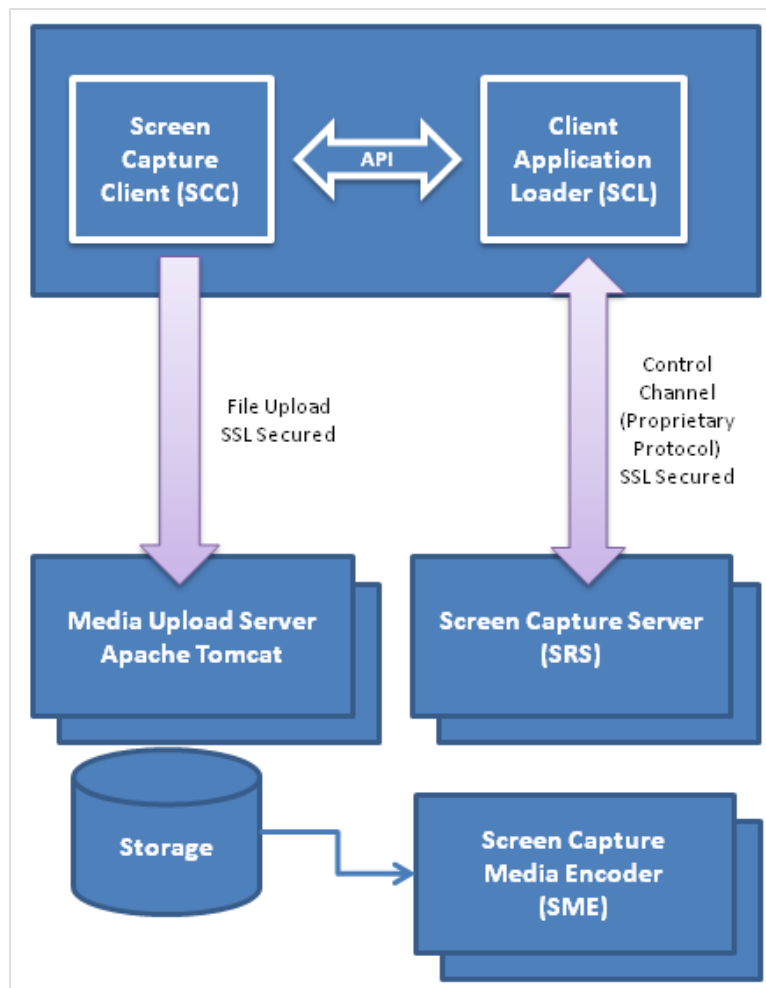 Screen
Capture
Client (SCC)
API
Client
Application
Loader (SCL)
File Upload
SSL Secured
Control
Channel
(Proprietary
Protocol)
SSL Secured
Media Upload Server
Apache Tomcat
Screen Capture Server
(SRS)
Storage
Screen Capture
Media Encoder
(SME)